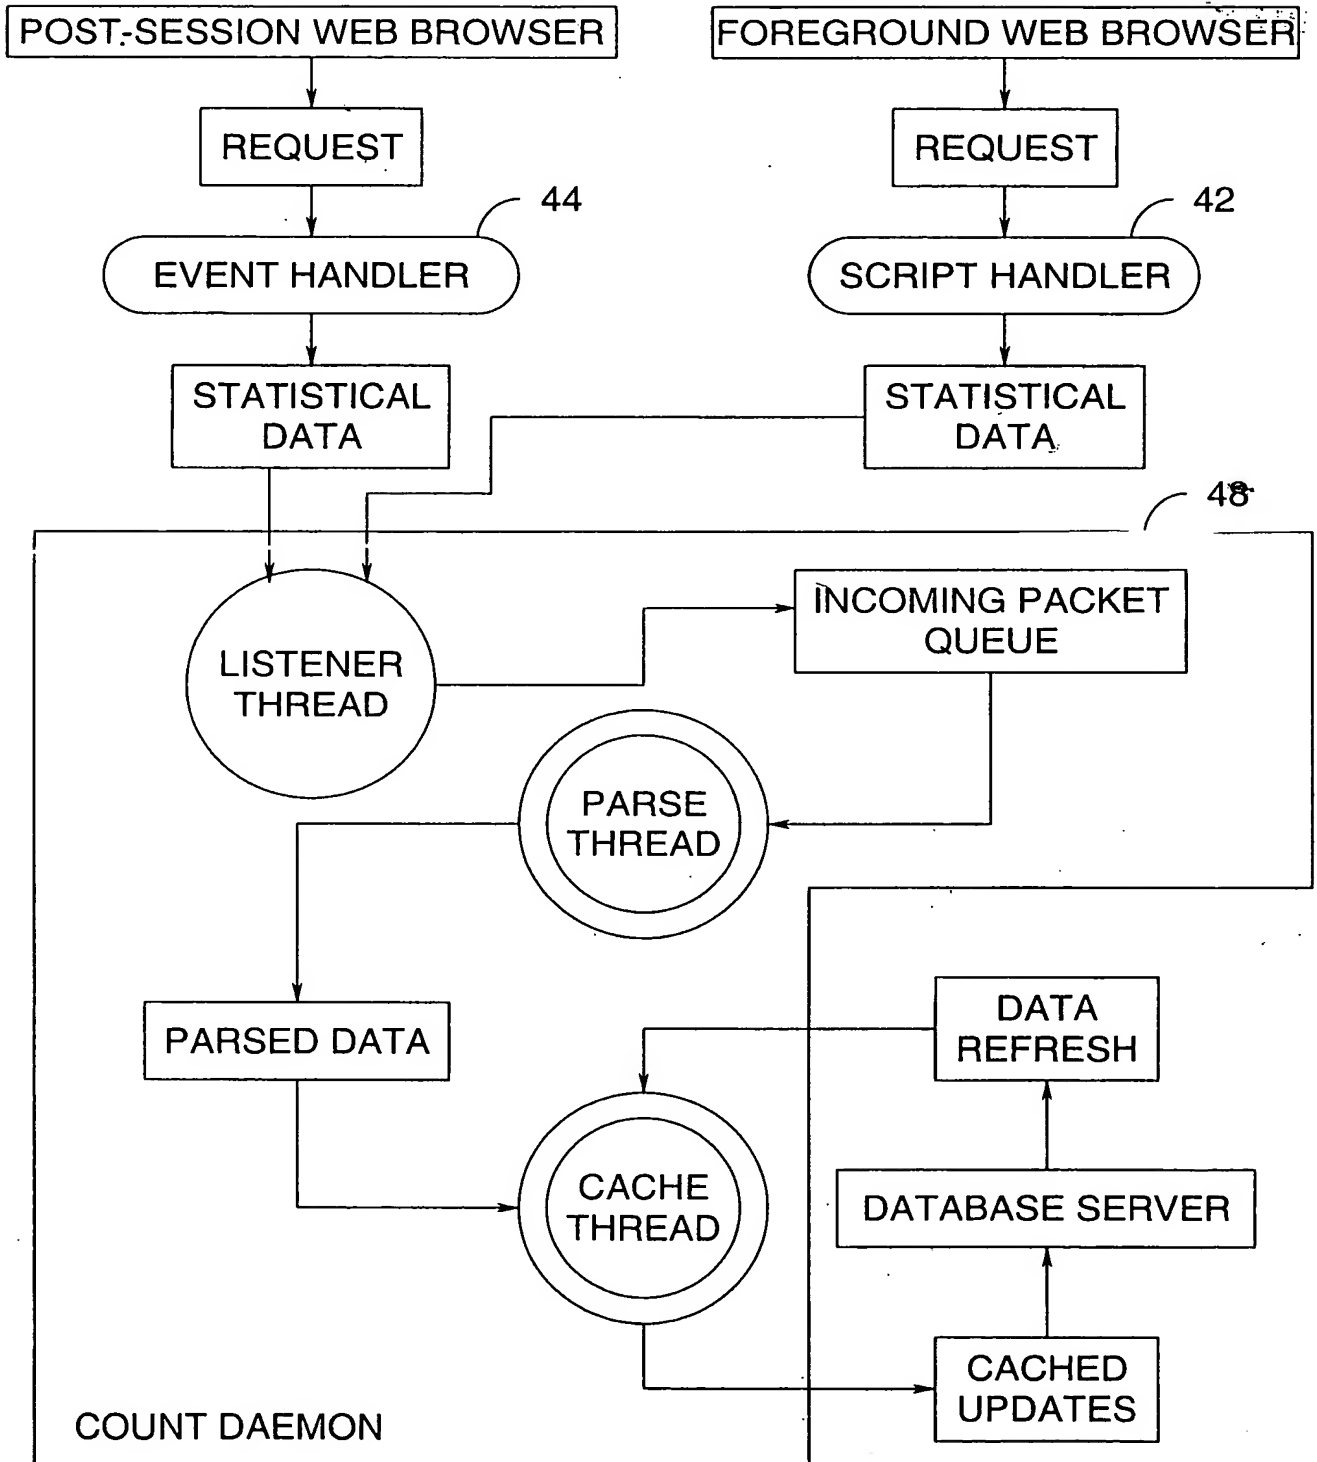 POST-SESSION WEB BROWSER
FOREGROUND WEB BROWSER
REQUEST
REQUEST
44
42
EVENT HANDLER
SCRIPT HANDLER
STATISTICAL
DATA
STATISTICAL
DATA
48
INCOMING PACKET
QUEUE
LISTENER
THREAD
PARSE
THREAD
PARSED DATA
DATA
REFRESH
CACHE
THREAD
DATABASE SERVER
CACHED
UPDATES
COUNT DAEMON